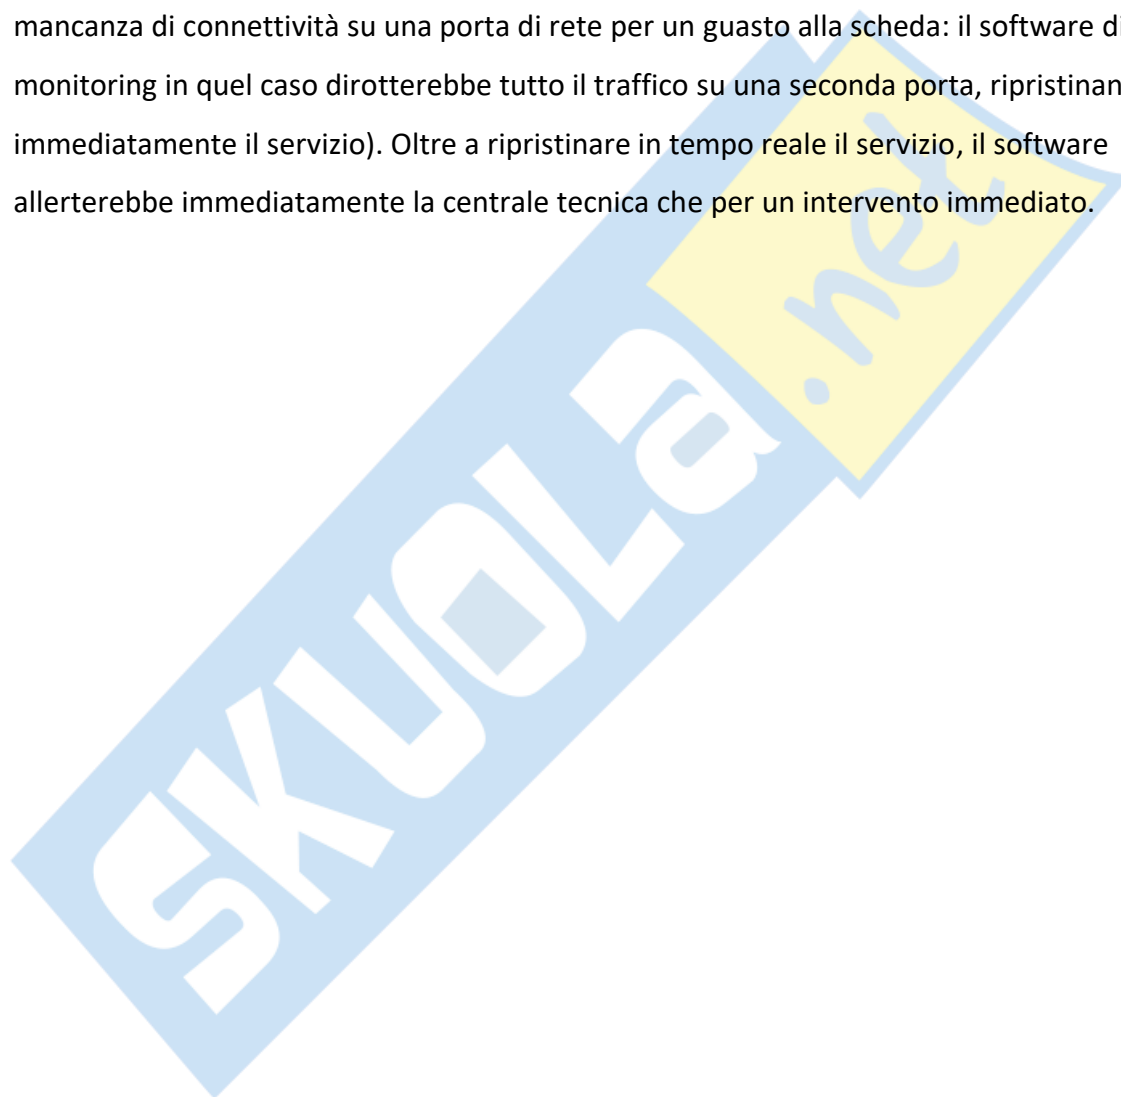 mancanza di connettività su una porta di rete per un guasto alla scheda: il software di
monitoring in quel caso dirotterebbe tutto il traffico su una seconda porta, ripristinan
immediatamente il servizio). Oltre a ripristinare in tempo reale il servizio, il software
allerterebbe immediatamente la centrale tecnica che per un intervento immediato.
SKUOLa
.net